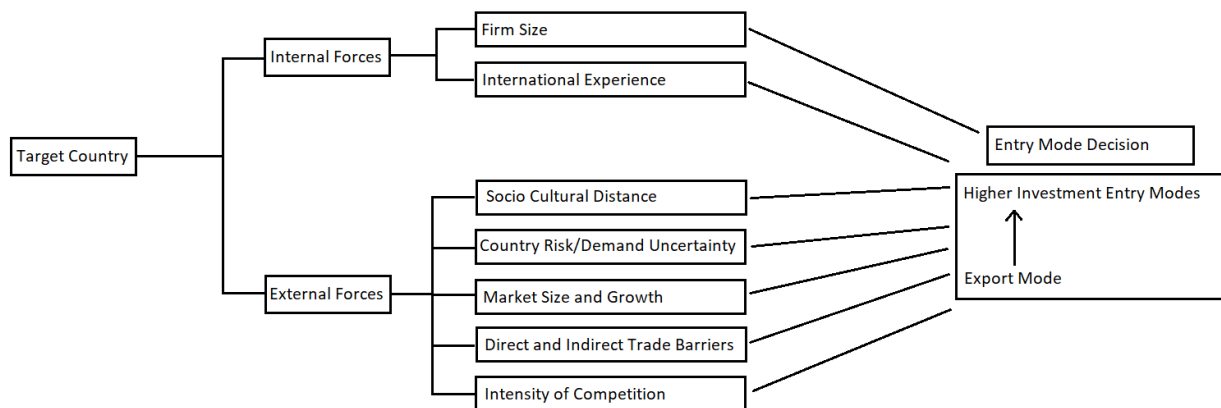 Target Country
Internal Forces
Firm Size
International Experience
External Forces
Socio Cultural Distance
Country Risk/Demand Uncertainty
Market Size and Growth
Direct and Indirect Trade Barriers
Intensity of Competition
Entry Mode Decision
Higher Investment Entry Modes
Export Mode